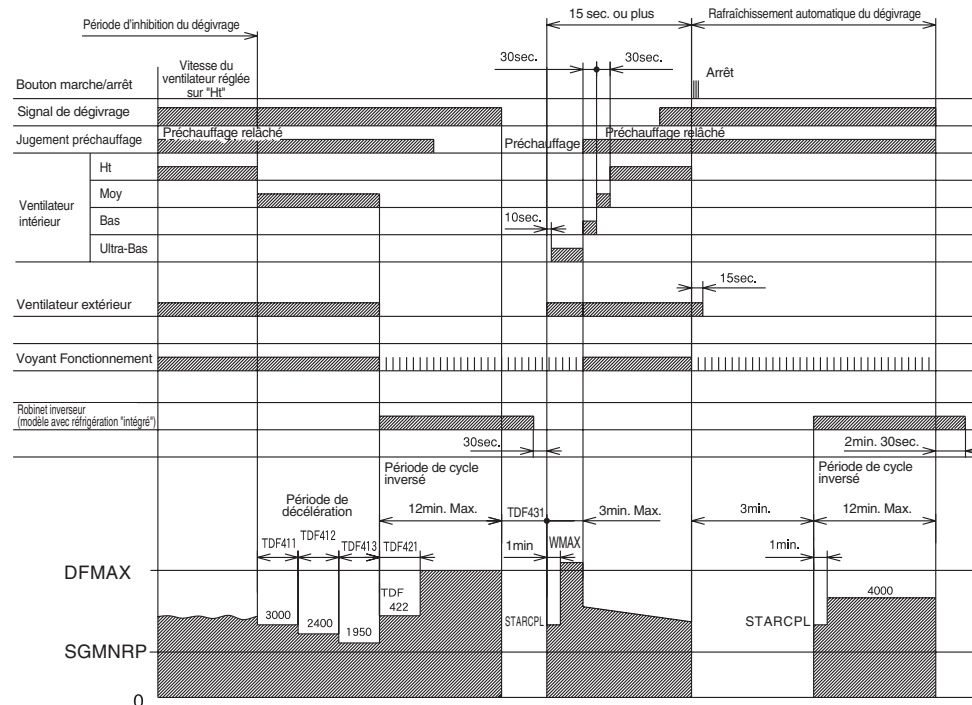 15 sec. ou plus
Rafraîchissement automatique du dégivrage
Période d'inhibition du dégivrage
30sec.
30sec.
Bouton marche/arrêt
Vitesse du
ventilateur réglée
sur "Ht"
Arrêt
Signal de dégivrage
Jugement préchauffage
Préchauffage relâché
Préchauffage
Préchauffage relâché
Ventilateur
intérieur
Ht
Moy
Bas
Ultra-Bas
10sec.
Ventilateur extérieur
15sec.
Voyant Fonctionnement
Robinet inverseur
(modèle avec réfrigération "intégré")
30sec.
2min. 30sec.
Période de cycle
inversé
Période de cycle
inversé
Période de
décélération
12min. Max.
TDF431
3min. Max.
3min.
12min. Max.
TDF411
TDF412
TDF413
TDF421
1min
WMAX
1min.
DFMAX
TDF
422
3000
2400
1950
STARCPL
STARCPL
4000
SGMNRP
0